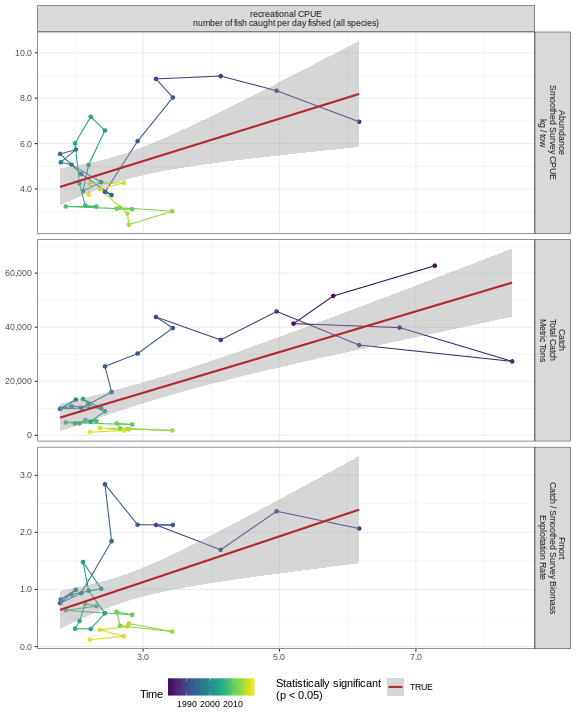 recreational CPUE
number of fish caught per day fished (all species)
10.0
8.0
6.0
4.0
Abundance
Smoothed Survey CPUE
kg / tow
60,000
40,000
20,000
0
Catch
Total Catch
Metric Tons
3.0
2.0
1.0
0.0
Fmort
Catch / Smoothed Survey Biomass
Exploitation Rate
3.0 5.0 7.0
Time
1990 2000 2010
Statistically significant
(p < 0.05)
TRUE